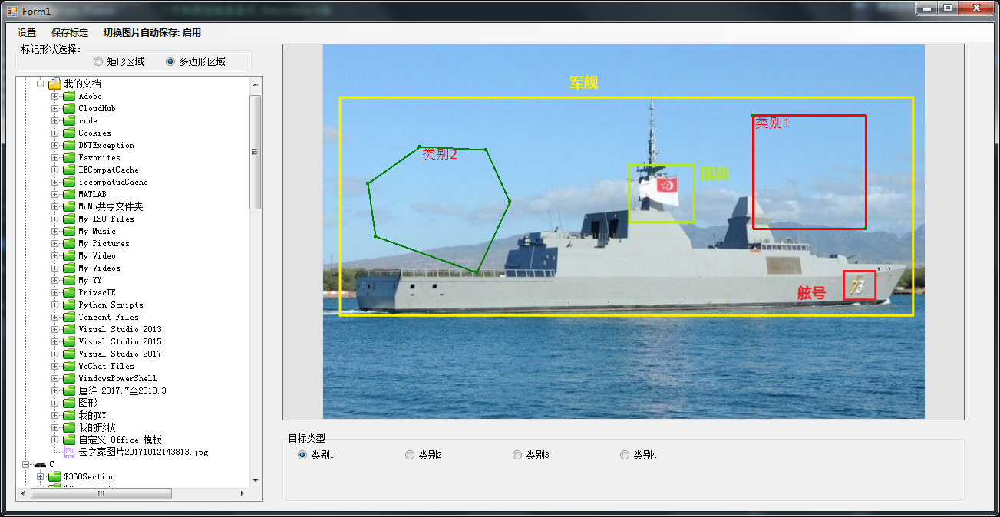 Form1
设置 保存标定 切换图片自动保存: 启用
标记形状选择：
矩形区域 多边形区域
我的文档
Adobe
CloudHub
code
Cookies
DNTException
Favorites
IECompatCache
iecompatuaCache
MATLAB
MuMu共享文件夹
My ISO Files
My Music
My Pictures
My Video
My Videos
My YY
PrivacIE
Python Scripts
Tencent Files
Visual Studio 2013
Visual Studio 2015
Visual Studio 2017
WeChat Files
WindowsPowerShell
唐浒-2017.7至2018.3
图形
我的YY
我的形状
自定义 Office 模板
云之家图片20171012143813.jpg
C
$360Section
军舰
类别1
类别2
国旗
舷号
73
目标类型
类别1 类别2 类别3 类别4